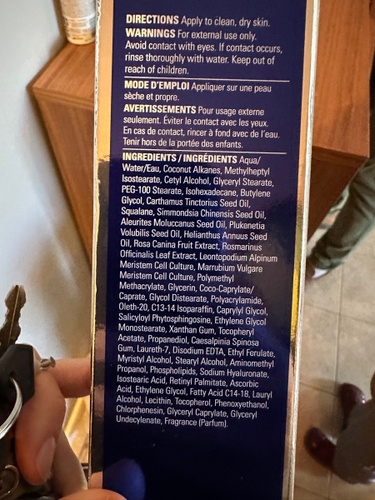 DIRECTIONS Apply to clean, dry skin.
WARNINGS For external use only.
Avoid contact with eyes. If contact occurs,
rinse thoroughly with water. Keep out of
reach of children.
MODE D'EMPLOI Appliquer sur une peau
sèche et propre.
AVERTISSEMENTS Pour usage externe
seulement. Éviter le contact avec les yeux.
En cas de contact, rincer à fond avec de l'eau.
Tenir hors de la portée des enfants.
INGREDIENTS / INGRÉDIENTS Aqua/
Water/Eau, Coconut Alkanes, Methylheptyl
Isostearate, Cetyl Alcohol, Glyceryl Stearate,
PEG-100 Stearate, Isohexadecane, Butylene
Glycol, Carthamus Tinctorius Seed Oil,
Squalane, Simmondsia Chinensis Seed Oil,
Aleurites Moluccanus Seed Oil, Plukenetia
Volubilis Seed Oil, Helianthus Annuus Seed
Oil, Rosa Canina Fruit Extract, Rosmarinus
Officinalis Leaf Extract, Leontopodium Alpinum
Meristem Cell Culture, Marrubium Vulgare
Meristem Cell Culture, Polymethyl
Methacrylate, Glycerin, Coco-Caprylate/
Caprate, Glycol Distearate, Polyacrylamide,
Oleth-20, C13-14 Isoparaffin, Caprylyl Glycol,
Salicyloyl Phytosphingosine, Ethylene Glycol
Monostearate, Xanthan Gum, Tocopheryl
Acetate, Propanediol, Caesalpinia Spinosa
Gum, Laureth-7, Disodium EDTA, Ethyl Ferulate,
Myristyl Alcohol, Stearyl Alcohol, Aminomethyl
Propanol, Phospholipids, Sodium Hyaluronate,
Isostearic Acid, Retinyl Palmitate, Ascorbic
Acid, Ethylene Glycol, Fatty Acid C14-18, Lauryl
Alcohol, Lecithin, Tocopherol, Phenoxyethanol,
Chlorphenesin, Glyceryl Caprylate, Glyceryl
Undecylenate, Fragrance (Parfum).